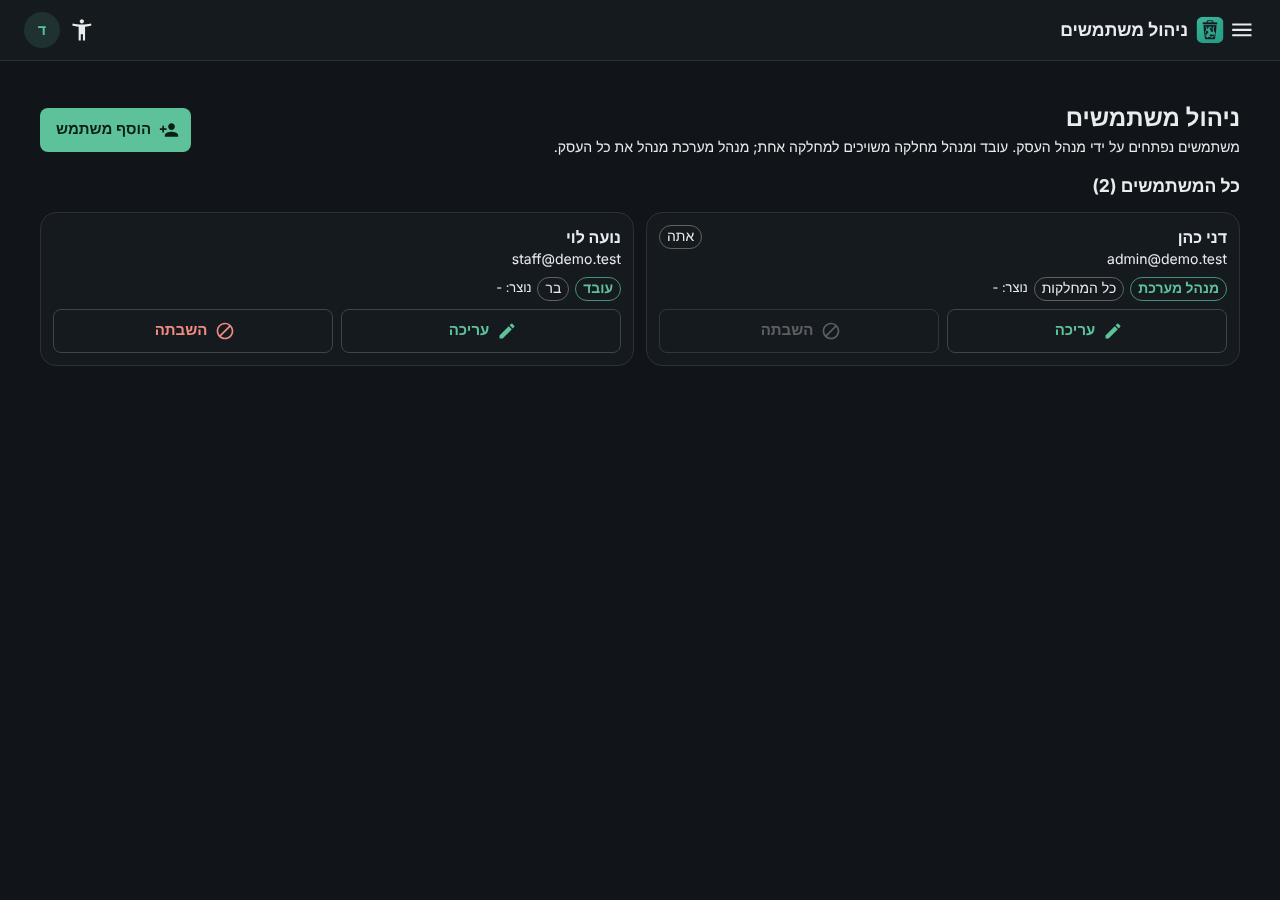 ניהול משתמשים
ד
ניהול משתמשים
הוסף משתמש
משתמשים נפתחים על ידי מנהל העסק. עובד ומנהל מחלקה משויכים למחלקה אחת; מנהל מערכת מנהל את כל העסק.
כל המשתמשים (2)
דני כהן
אתה
admin@demo.test
מנהל מערכת
כל המחלקות
נוצר: -
עריכה
השבתה
נועה לוי
staff@demo.test
עובד
בר
נוצר: -
עריכה
השבתה